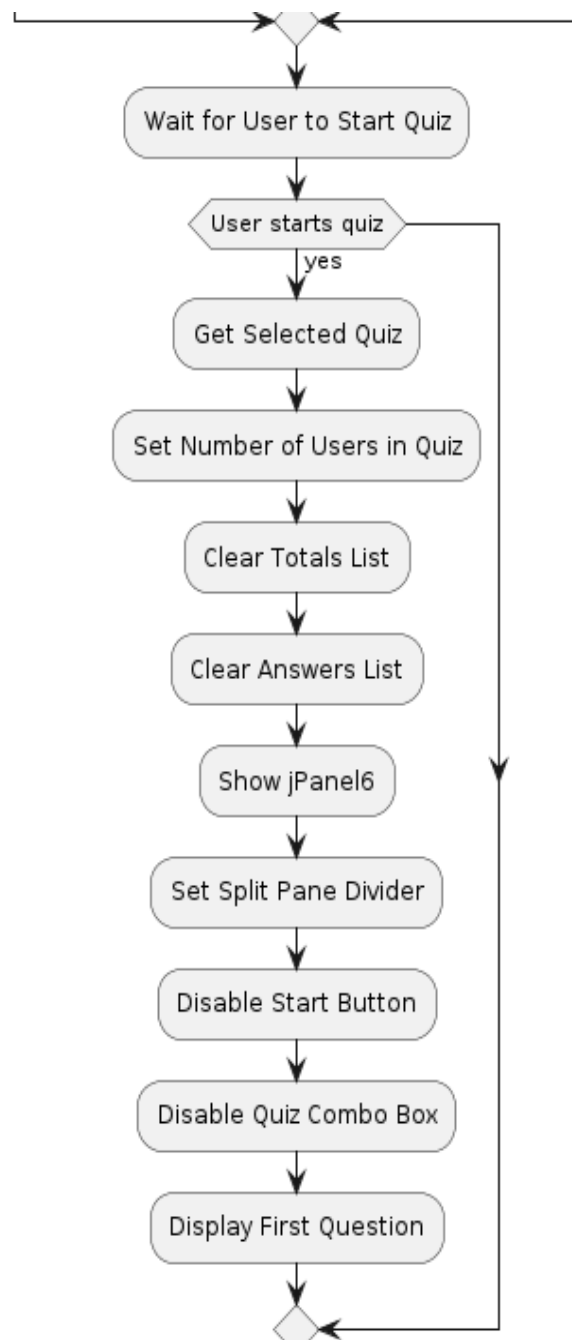 Wait for User to Start Quiz
User starts quiz
yes
Get Selected Quiz
Set Number of Users in Quiz
Clear Totals List
Clear Answers List
Show jPanel6
Set Split Pane Divider
Disable Start Button
Disable Quiz Combo Box
Display First Question